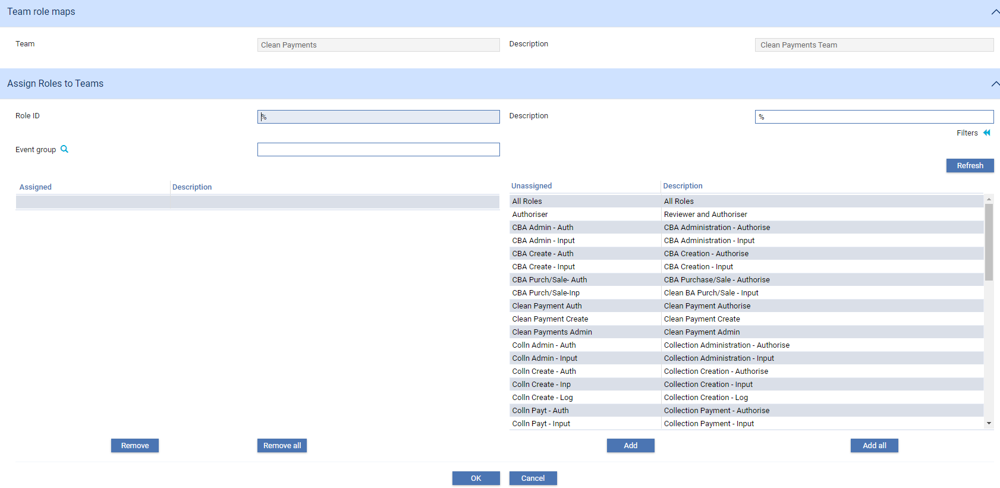 Team role maps
Team Clean Payments Description Clean Payments Team
Assign Roles to Teams
Role ID % Description %
Filters
Event group
Refresh
Assigned Description
Unassigned Description
All Roles All Roles
Authoriser Reviewer and Authoriser
CBA Admin - Auth CBA Administration - Authorise
CBA Admin - Input CBA Administration - Input
CBA Create - Auth CBA Creation - Authorise
CBA Create - Input CBA Creation - Input
CBA Purch/Sale- Auth CBA Purchase/Sale - Authorise
CBA Purch/Sale-Inp Clean BA Purch/Sale - Input
Clean Payment Auth Clean Payment Authorise
Clean Payment Create Clean Payment Create
Clean Payments Admin Clean Payment Admin
Colln Admin - Auth Collection Administration - Authorise
Colln Admin - Input Collection Administration - Input
Colln Create - Auth Collection Creation - Authorise
Colln Create - Inp Collection Creation - Input
Colln Create - Log Collection Creation - Log
Colln Payt - Auth Collection Payment - Authorise
Colln Payt - Input Collection Payment - Input
Remove Remove all Add Add all
OK Cancel